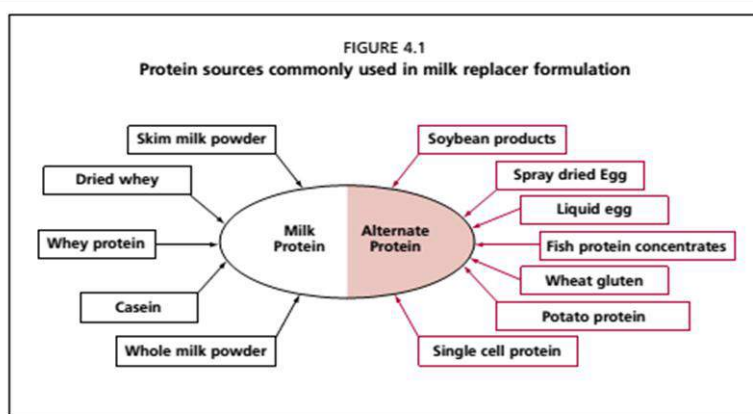 FIGURE 4.1
Protein sources commonly used in milk replacer formulation
Skim milk powder
Dried whey
Whey protein
Casein
Whole milk powder
Milk
Protein
Alternate
Protein
Soybean products
Spray dried Egg
Liquid egg
Fish protein concentrates
Wheat gluten
Potato protein
Single cell protein